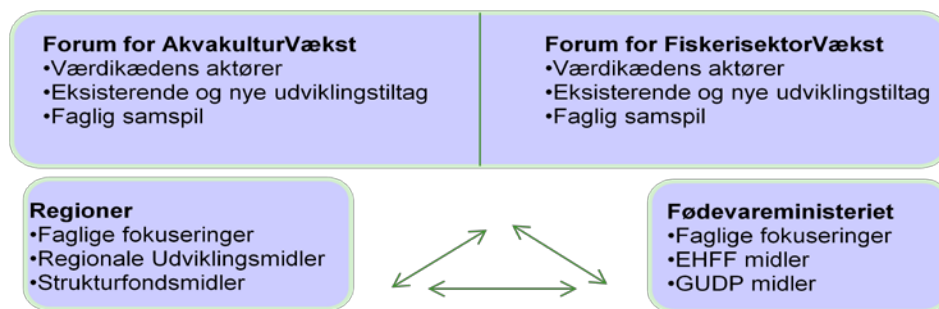 Forum for AkvakulturVækst
•Værdikædens aktører
•Eksisterende og nye udviklingstiltag
•Faglig samspil
Forum for FiskerisektorVækst
•Værdikædens aktører
•Eksisterende og nye udviklingstiltag
•Faglig samspil
Regioner
•Faglige fokuseringer
•Regionale Udviklingsmidler
•Strukturfondsmidler
Fødevareministeriet
•Faglige fokuseringer
•EHFF midler
•GUDP midler